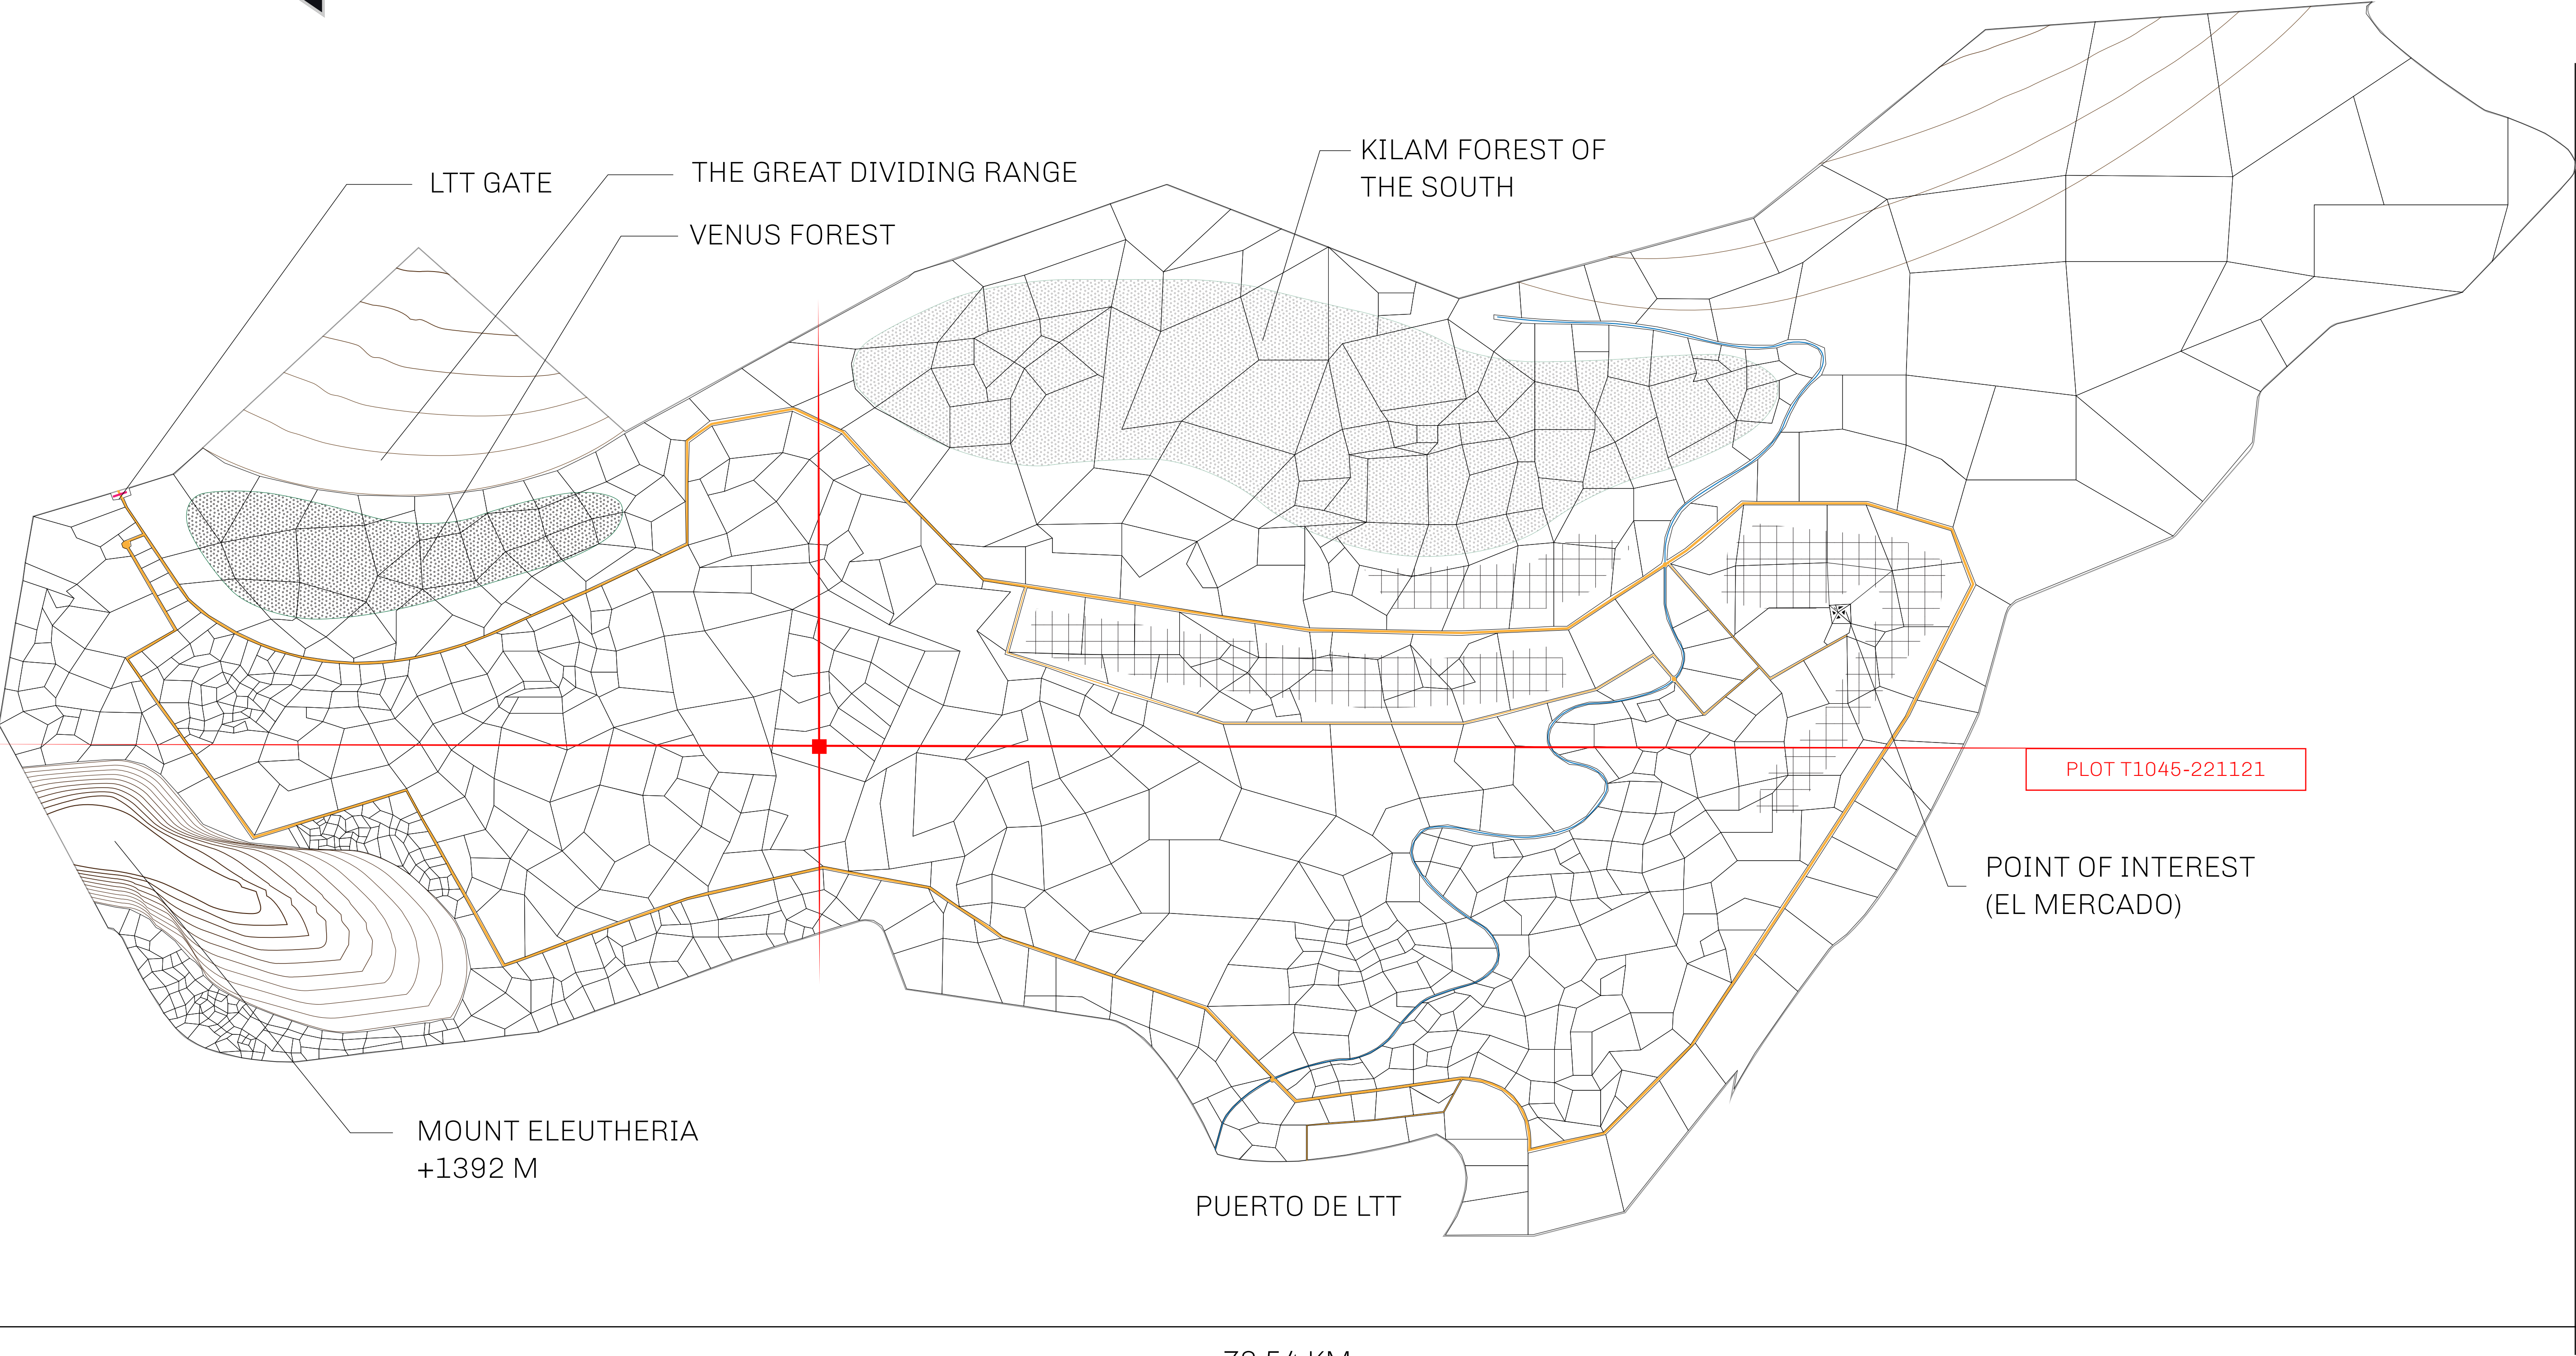 KILAM FOREST OF
THE SOUTH
THE GREAT DIVIDING RANGE
LTT GATE
VENUS FOREST
PLOT T1045-221121
POINT OF INTEREST
(EL MERCADO)
MOUNT ELEUTHERIA
+1392 M
PUERTO DE LTT